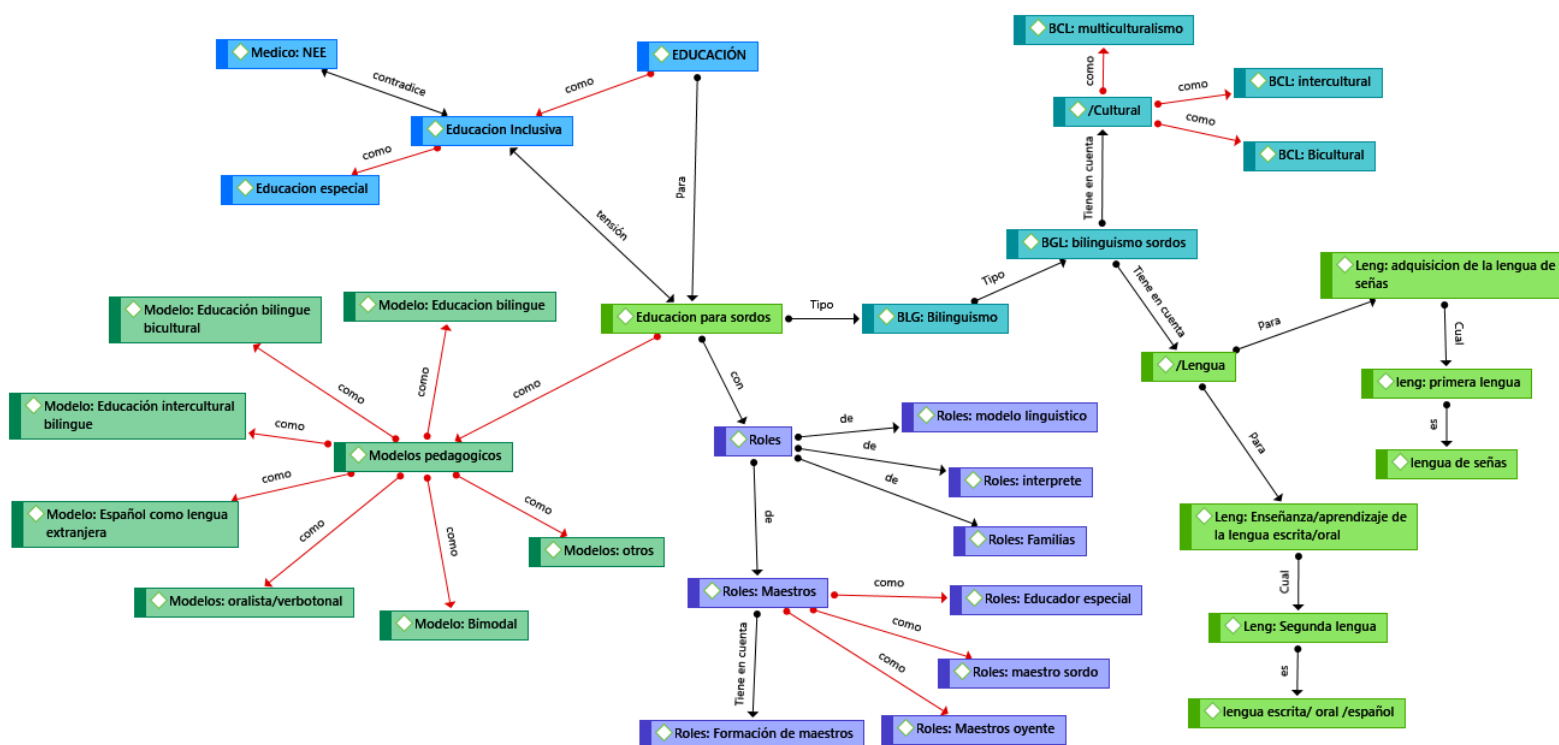 BCL: multiculturalismo
Medico: NEE
EDUCACIÓN
contradice
como
como
BCL: intercultural
como
/Cultural
como
BCL: Bicultural
Educacion Inclusiva
como
Educacion especial
tensión
Para
Tiene en cuenta
BGL: bilinguismo sordos
Tipo
Tiene en cuenta
Leng: adquisicion de la lengua de
señas
Modelo: Educación bilingue
bicultural
Modelo: Educacion bilingue
Educacion para sordos
Tipo
BLG: Bilinguismo
Para
Cual
/Lengua
leng: primera lengua
es
lengua de señas
como
como
como
con
Modelo: Educación intercultural
bilingue
como
Modelos pedagogicos
Roles
de
Roles: modelo linguistico
de
Roles: interprete
de
Roles: Familias
Para
Modelo: Español como lengua
extranjera
como
como
como
como
Modelos: otros
Modelos: oralista/verbotonal
Modelo: Bimodal
de
Leng: Enseñanza/aprendizaje de
la lengua escrita/oral
Cual
Roles: Maestros
como
Roles: Educador especial
como
Roles: maestro sordo
como
Roles: Maestros oyente
Tiene en cuenta
Roles: Formación de maestros
Leng: Segunda lengua
es
lengua escrita/ oral /español